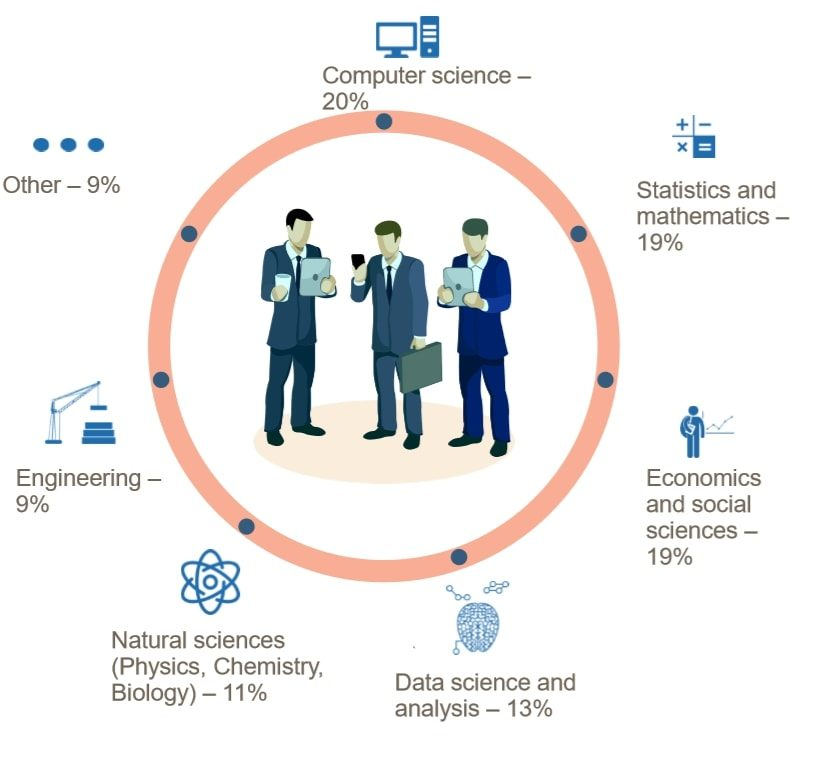 Computer science –
20%
Statistics and
mathematics –
19%
Economics
and social
sciences –
19%
Data science and
analysis – 13%
Natural sciences
(Physics, Chemistry,
Biology) – 11%
Engineering –
9%
Other – 9%